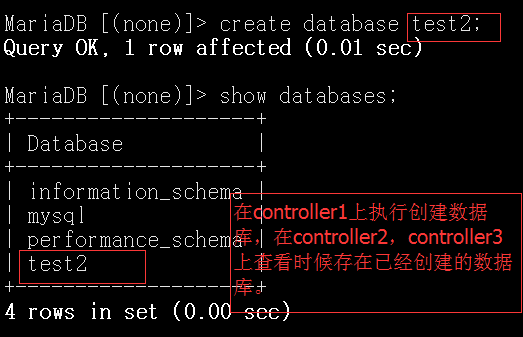 MariaDB [(none)]> create database test2;
Query OK, 1 row affected (0.01 sec)
MariaDB [(none)]> show databases;
+--------------------+
| Database           |
+--------------------+
| information_schema |
| mysql              |
| performance_schema |
| test2              |
+--------------------+
4 rows in set (0.00 sec)
在controller1上执行创建数据
库，在controller2，controller3
上查看时候存在已经创建的数据
库。